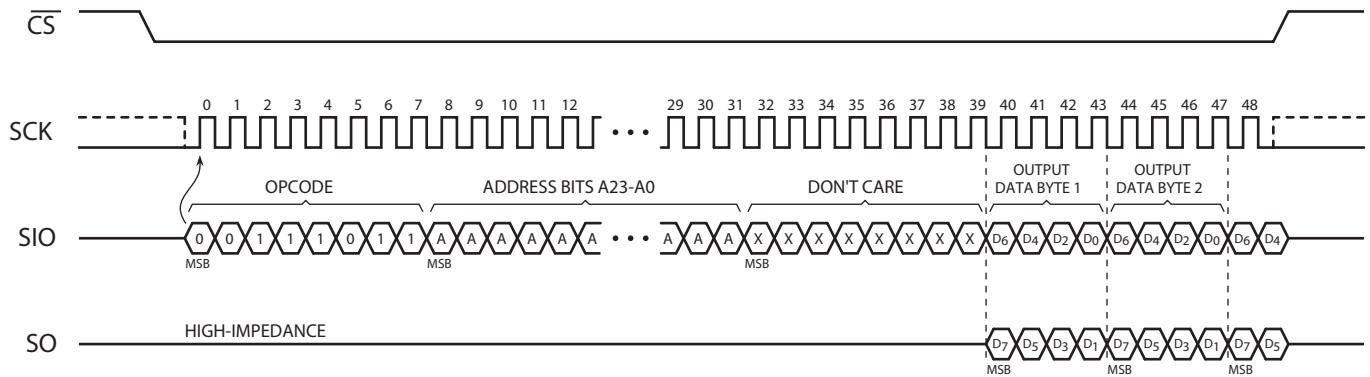 CS
0 1 2 3 4 5 6 7 8 9 10 11 12 29 30 31 32 33 34 35 36 37 38 39 40 41 42 43 44 45 46 47 48
SCK
OPCODE
ADDRESS BITS A23-A0
DON'T CARE
OUTPUT
DATA BYTE 1
OUTPUT
DATA BYTE 2
SIO
0 0 1 1 1 0 1 1 A A A A A A A A A X X X X X X X X D6 D4 D2 D0 D6 D4 D2 D0 D6 D4
MSB MSB MSB
HIGH-IMPEDANCE
SO
D7 D5 D3 D1 D7 D5 D3 D1 D7 D5
MSB MSB MSB